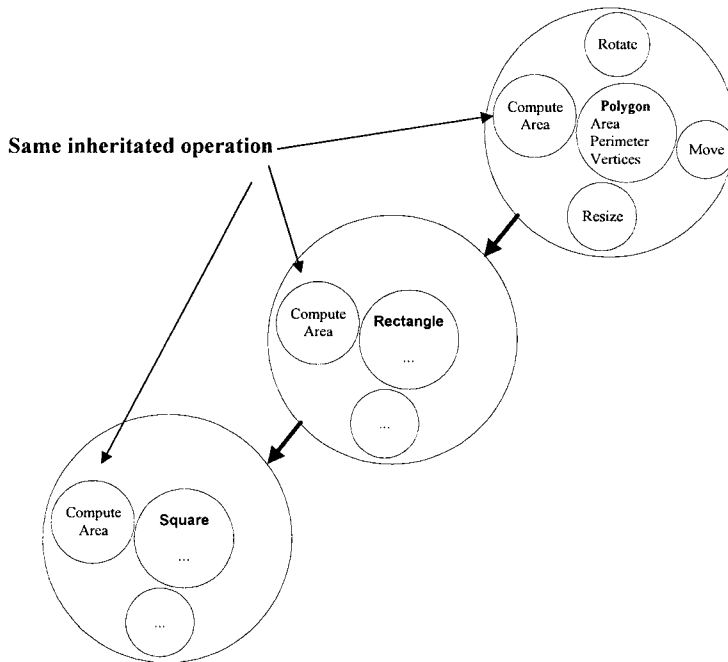 Rotate
Compute
Area
Polygon
Area
Perimeter
Vertices
Move
Same inheritated operation
Resize
Compute
Area
Rectangle
...
...
Compute
Area
Square
...
...